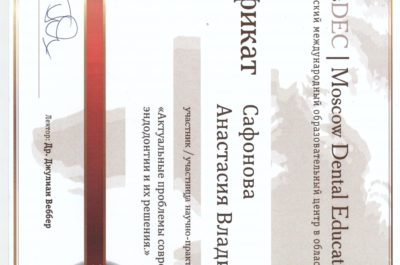 DEC | Moscow Dental Educat
ский международный образовательный центр в облас
фикат
Сафонова
Анастасия Влади
участник / участница научно-практ
«Актуальные проблемы совре
эндодонтии и их решения.»
Лектор: Др. Джулиан Веббер